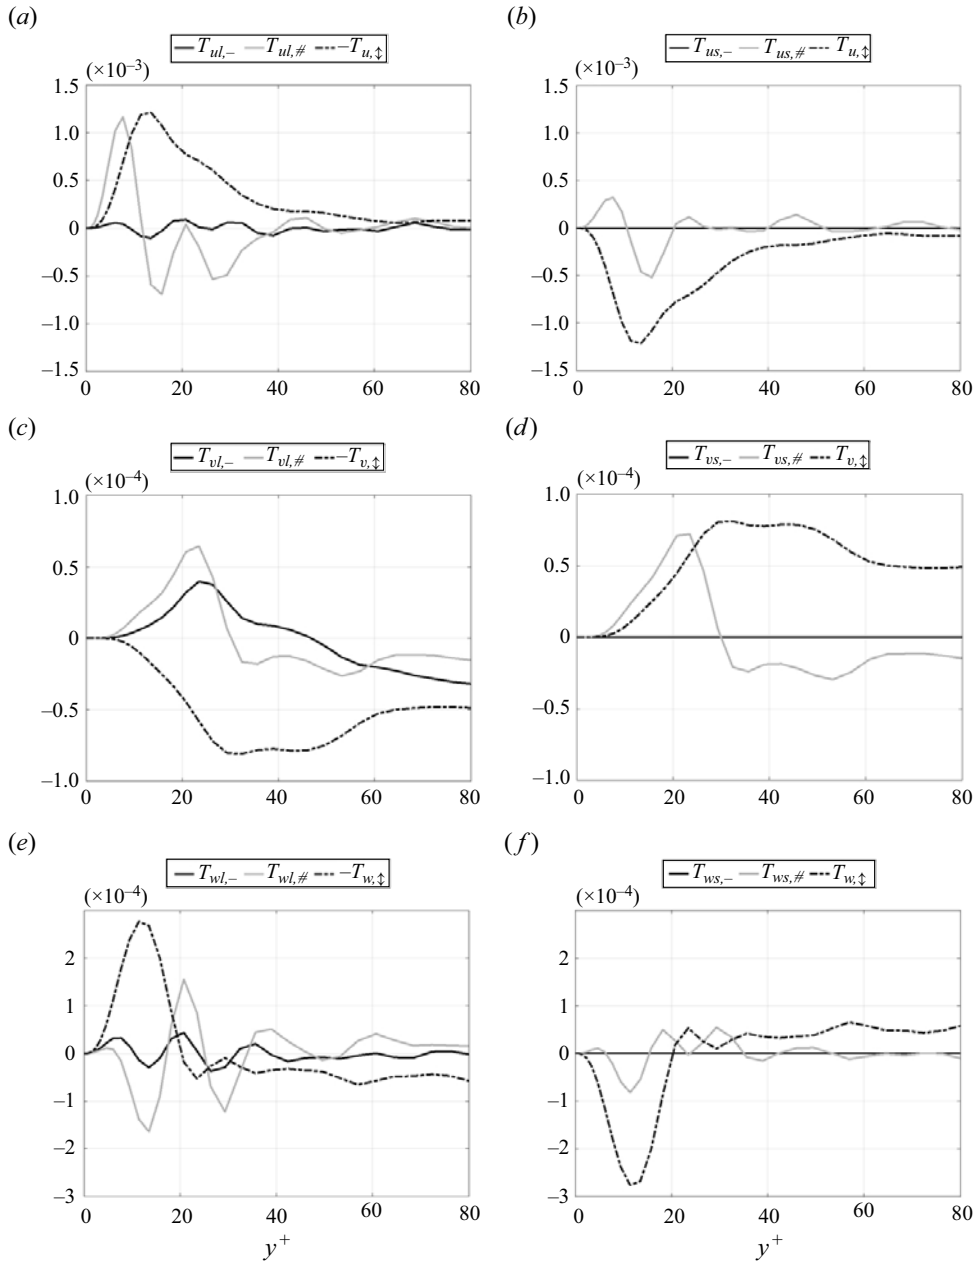 (a) (b)
T_{ul,–} T_{ul,#} –T_{u,↕} T_{us,–} T_{us,#} T_{u,↕}
(×10⁻³) (×10⁻³)
1.5 1.5
1.0 1.0
0.5 0.5
0 0
–0.5 –0.5
–1.0 –1.0
–1.5 –1.5
0 20 40 60 80 0 20 40 60 80
(c) (d)
T_{vl,–} T_{vl,#} –T_{v,↕} T_{vs,–} T_{vs,#} T_{v,↕}
(×10⁻⁴) (×10⁻⁴)
1.0 1.0
0.5 0.5
0 0
–0.5 –0.5
–1.0 –1.0
0 20 40 60 80 0 20 40 60 80
(e) (f)
T_{wl,–} T_{wl,#} –T_{w,↕} T_{ws,–} T_{ws,#} T_{w,↕}
(×10⁻⁴) (×10⁻⁴)
2 2
1 1
0 0
–1 –1
–2 –2
–3 –3
0 20 40 60 80 0 20 40 60 80
y⁺ y⁺